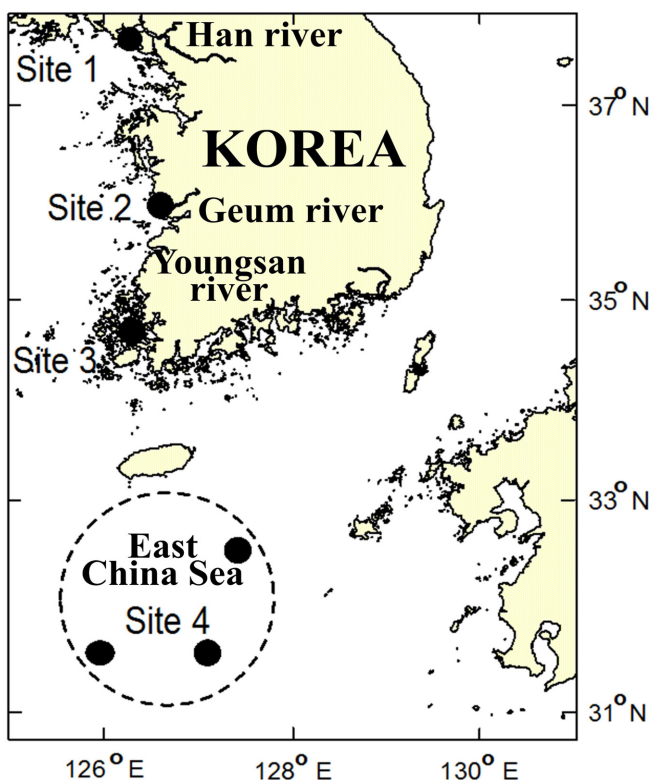 Han river
Site 1
37° N
KOREA
Site 2
Geum river
Youngsan
river
35° N
Site 3
33° N
East
China Sea
Site 4
31° N
126° E
128° E
130° E